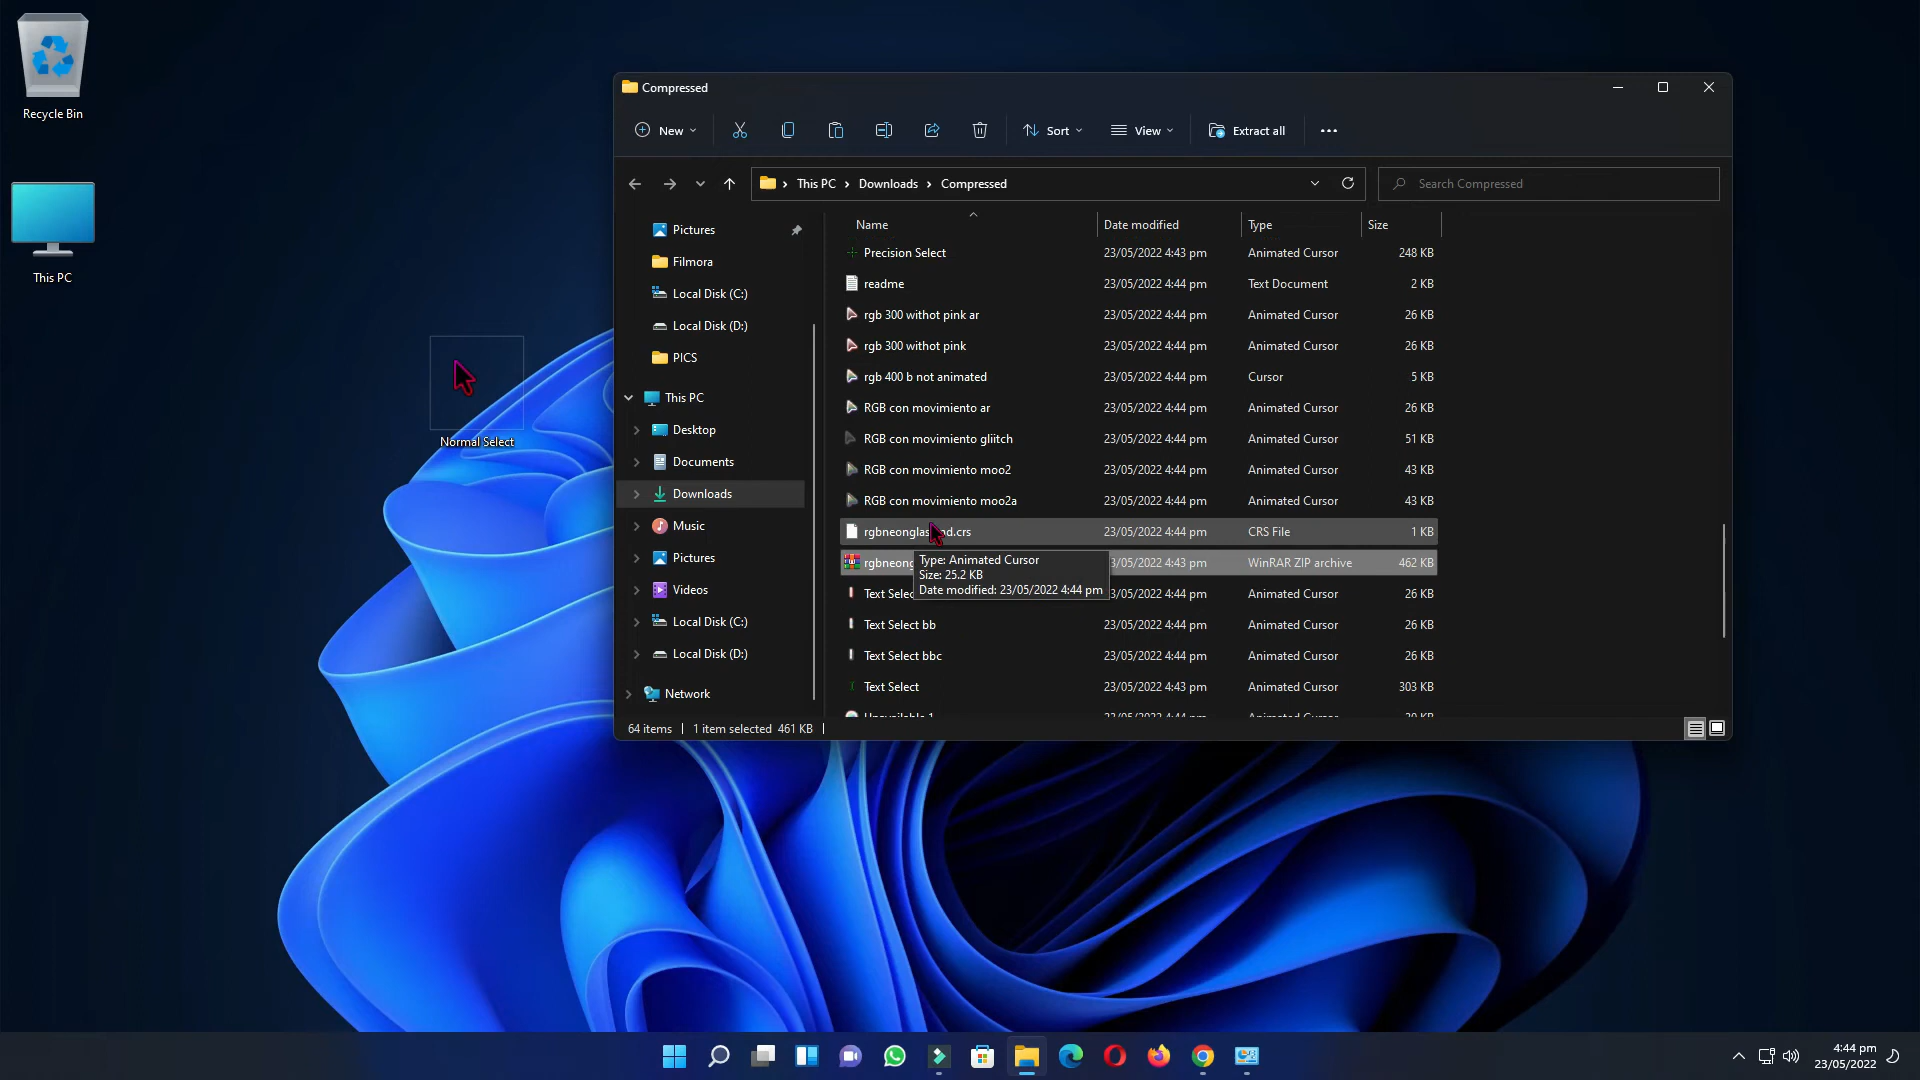 Recycle Bin
This PC
Normal Select
Compressed
New
Sort
View
Extract all
This PC
Downloads
Compressed
Search Compressed
Pictures
Filmora
Local Disk (C:)
Local Disk (D:)
PICS
This PC
Desktop
Documents
Downloads
Music
Pictures
Videos
Local Disk (C:)
Local Disk (D:)
Network
Name Date modified Type Size
Precision Select 23/05/2022 4:43 pm Animated Cursor 248 KB
readme 23/05/2022 4:44 pm Text Document 2 KB
rgb 300 withot pink ar 23/05/2022 4:44 pm Animated Cursor 26 KB
rgb 300 withot pink 23/05/2022 4:44 pm Animated Cursor 26 KB
rgb 400 b not animated 23/05/2022 4:44 pm Cursor 5 KB
RGB con movimiento ar 23/05/2022 4:44 pm Animated Cursor 26 KB
RGB con movimiento gliitch 23/05/2022 4:44 pm Animated Cursor 51 KB
RGB con movimiento moo2 23/05/2022 4:44 pm Animated Cursor 43 KB
RGB con movimiento moo2a 23/05/2022 4:44 pm Animated Cursor 43 KB
23/05/2022 4:44 pm CRS File 1 KB
23/05/2022 4:43 pm WinRAR ZIP archive 462 KB
Type: Animated Cursor
Size: 25.2 KB
Date modified: 23/05/2022 4:44 pm
Text 23/05/2022 4:44 pm Animated Cursor 26 KB
Text Select bb 23/05/2022 4:44 pm Animated Cursor 26 KB
Text Select bbc 23/05/2022 4:44 pm Animated Cursor 26 KB
Text Select 23/05/2022 4:43 pm Animated Cursor 303 KB
64 items 1 item selected 461 KB
4:44 pm
23/05/2022